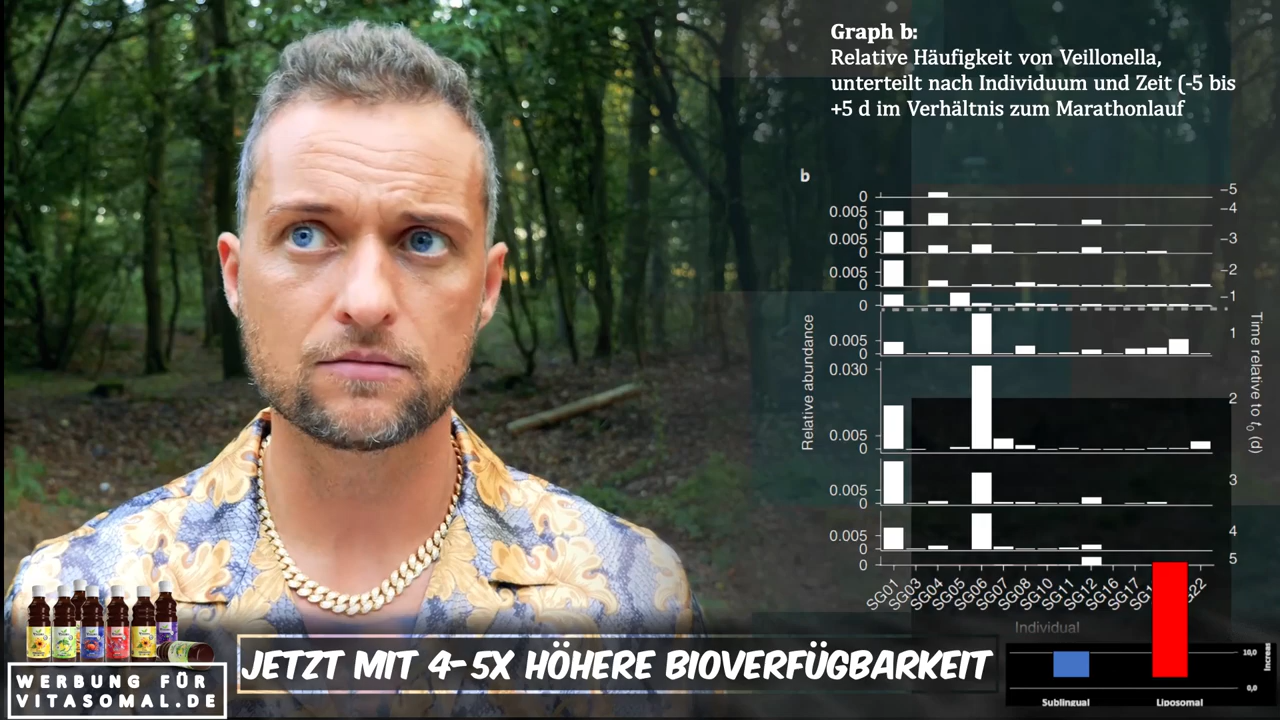 Graph b:
Relative Häufigkeit von Veillonella,
unterteilt nach Individuum und Zeit (-5 bis
+5 d im Verhältnis zum Marathonlauf
b
0
−5
0.005
−4
0
0.005
−3
0
0.005
−2
0
0
−1
0.005
1
0
0.030
2
0.005
0
0.005
3
0
0.005
4
0
0
5
Relative abundance
Time relative to t0 (d)
SG01 SG03 SG04 SG05 SG06 SG07 SG08 SG10 SG11 SG12 SG16 SG17
Individual
WERBUNG FÜR
VITASOMAL.DE
JETZT MIT 4-5X HÖHERE BIOVERFÜGBARKEIT
10,0
0,0
Sublingual Liposomal